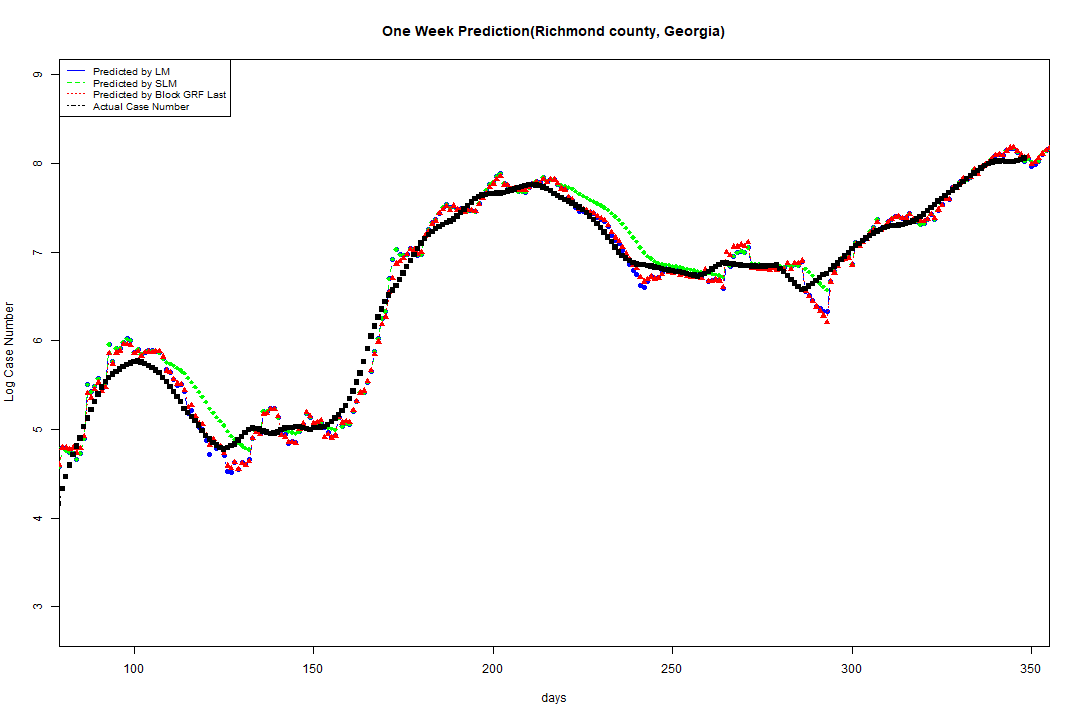 One Week Prediction(Richmond county, Georgia)
Predicted by LM
Predicted by SLM
Predicted by Block GRF Last
Actual Case Number
9
8
7
6
5
4
3
Log Case Number
100 150 200 250 300 350
days